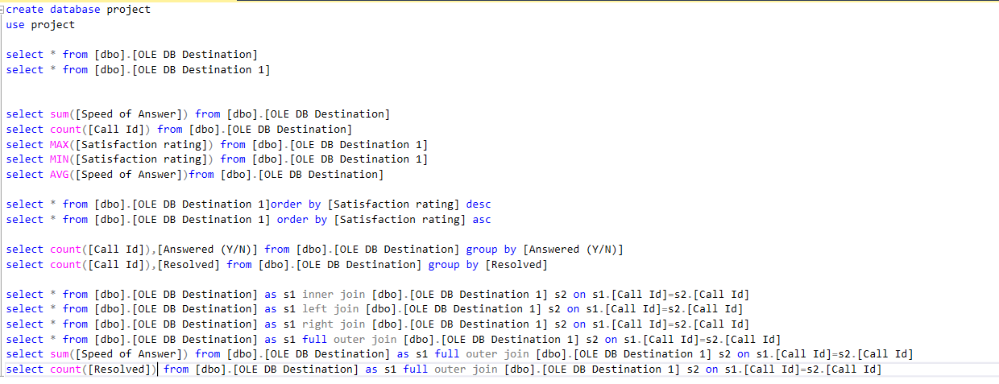 create database project
use project
select * from [dbo].[OLE DB Destination]
select * from [dbo].[OLE DB Destination 1]
select sum([Speed of Answer]) from [dbo].[OLE DB Destination]
select count([Call Id]) from [dbo].[OLE DB Destination]
select MAX([Satisfaction rating]) from [dbo].[OLE DB Destination 1]
select MIN([Satisfaction rating]) from [dbo].[OLE DB Destination 1]
select AVG([Speed of Answer])from [dbo].[OLE DB Destination]
select * from [dbo].[OLE DB Destination 1]order by [Satisfaction rating] desc
select * from [dbo].[OLE DB Destination 1] order by [Satisfaction rating] asc
select count([Call Id]),[Answered (Y/N)] from [dbo].[OLE DB Destination] group by [Answered (Y/N)]
select count([Call Id]),[Resolved] from [dbo].[OLE DB Destination] group by [Resolved]
select * from [dbo].[OLE DB Destination] as s1 inner join [dbo].[OLE DB Destination 1] s2 on s1.[Call Id]=s2.[Call Id]
select * from [dbo].[OLE DB Destination] as s1 left join [dbo].[OLE DB Destination 1] s2 on s1.[Call Id]=s2.[Call Id]
select * from [dbo].[OLE DB Destination] as s1 right join [dbo].[OLE DB Destination 1] s2 on s1.[Call Id]=s2.[Call Id]
select * from [dbo].[OLE DB Destination] as s1 full outer join [dbo].[OLE DB Destination 1] s2 on s1.[Call Id]=s2.[Call Id]
select sum([Speed of Answer]) from [dbo].[OLE DB Destination] as s1 full outer join [dbo].[OLE DB Destination 1] s2 on s1.[Call Id]=s2.[Call Id]
select count([Resolved]) from [dbo].[OLE DB Destination] as s1 full outer join [dbo].[OLE DB Destination 1] s2 on s1.[Call Id]=s2.[Call Id]